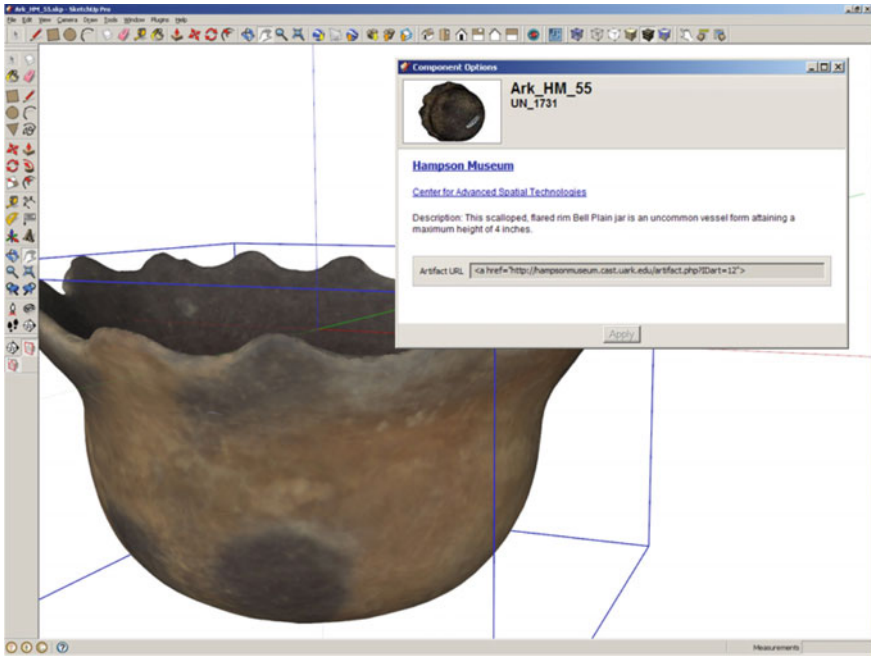 Ark_HM_55.skp - SketchUp Pro
File Edit View Camera Draw Tools Window Plugins Help
Component Options
Ark_HM_55
UN_1731
Hampson Museum
Center for Advanced Spatial Technologies
Description: This scalloped, flared rim Bell Plain jar is an uncommon vessel form attaining a
maximum height of 4 inches.
Artifact URL <a href="http://hampsonmuseum.cast.uark.edu/artifact.php?IDart=12">
Apply
Measurements